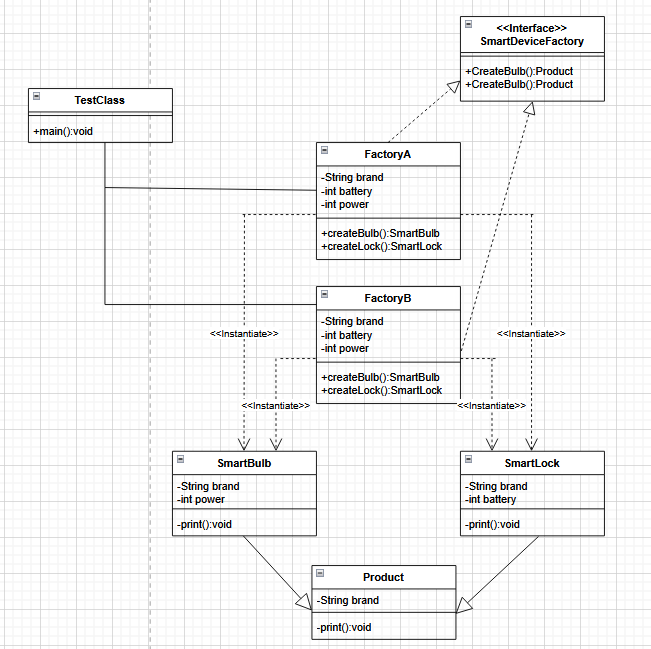 <<Interface>>
SmartDeviceFactory
+CreateBulb():Product
+CreateBulb():Product
TestClass
+main():void
FactoryA
-String brand
-int battery
-int power
+createBulb():SmartBulb
+createLock():SmartLock
FactoryB
-String brand
-int battery
-int power
+createBulb():SmartBulb
+createLock():SmartLock
<<Instantiate>>
<<Instantiate>>
<<Instantiate>>
<<Instantiate>>
SmartBulb
-String brand
-int power
-print():void
SmartLock
-String brand
-int battery
-print():void
Product
-String brand
-print():void